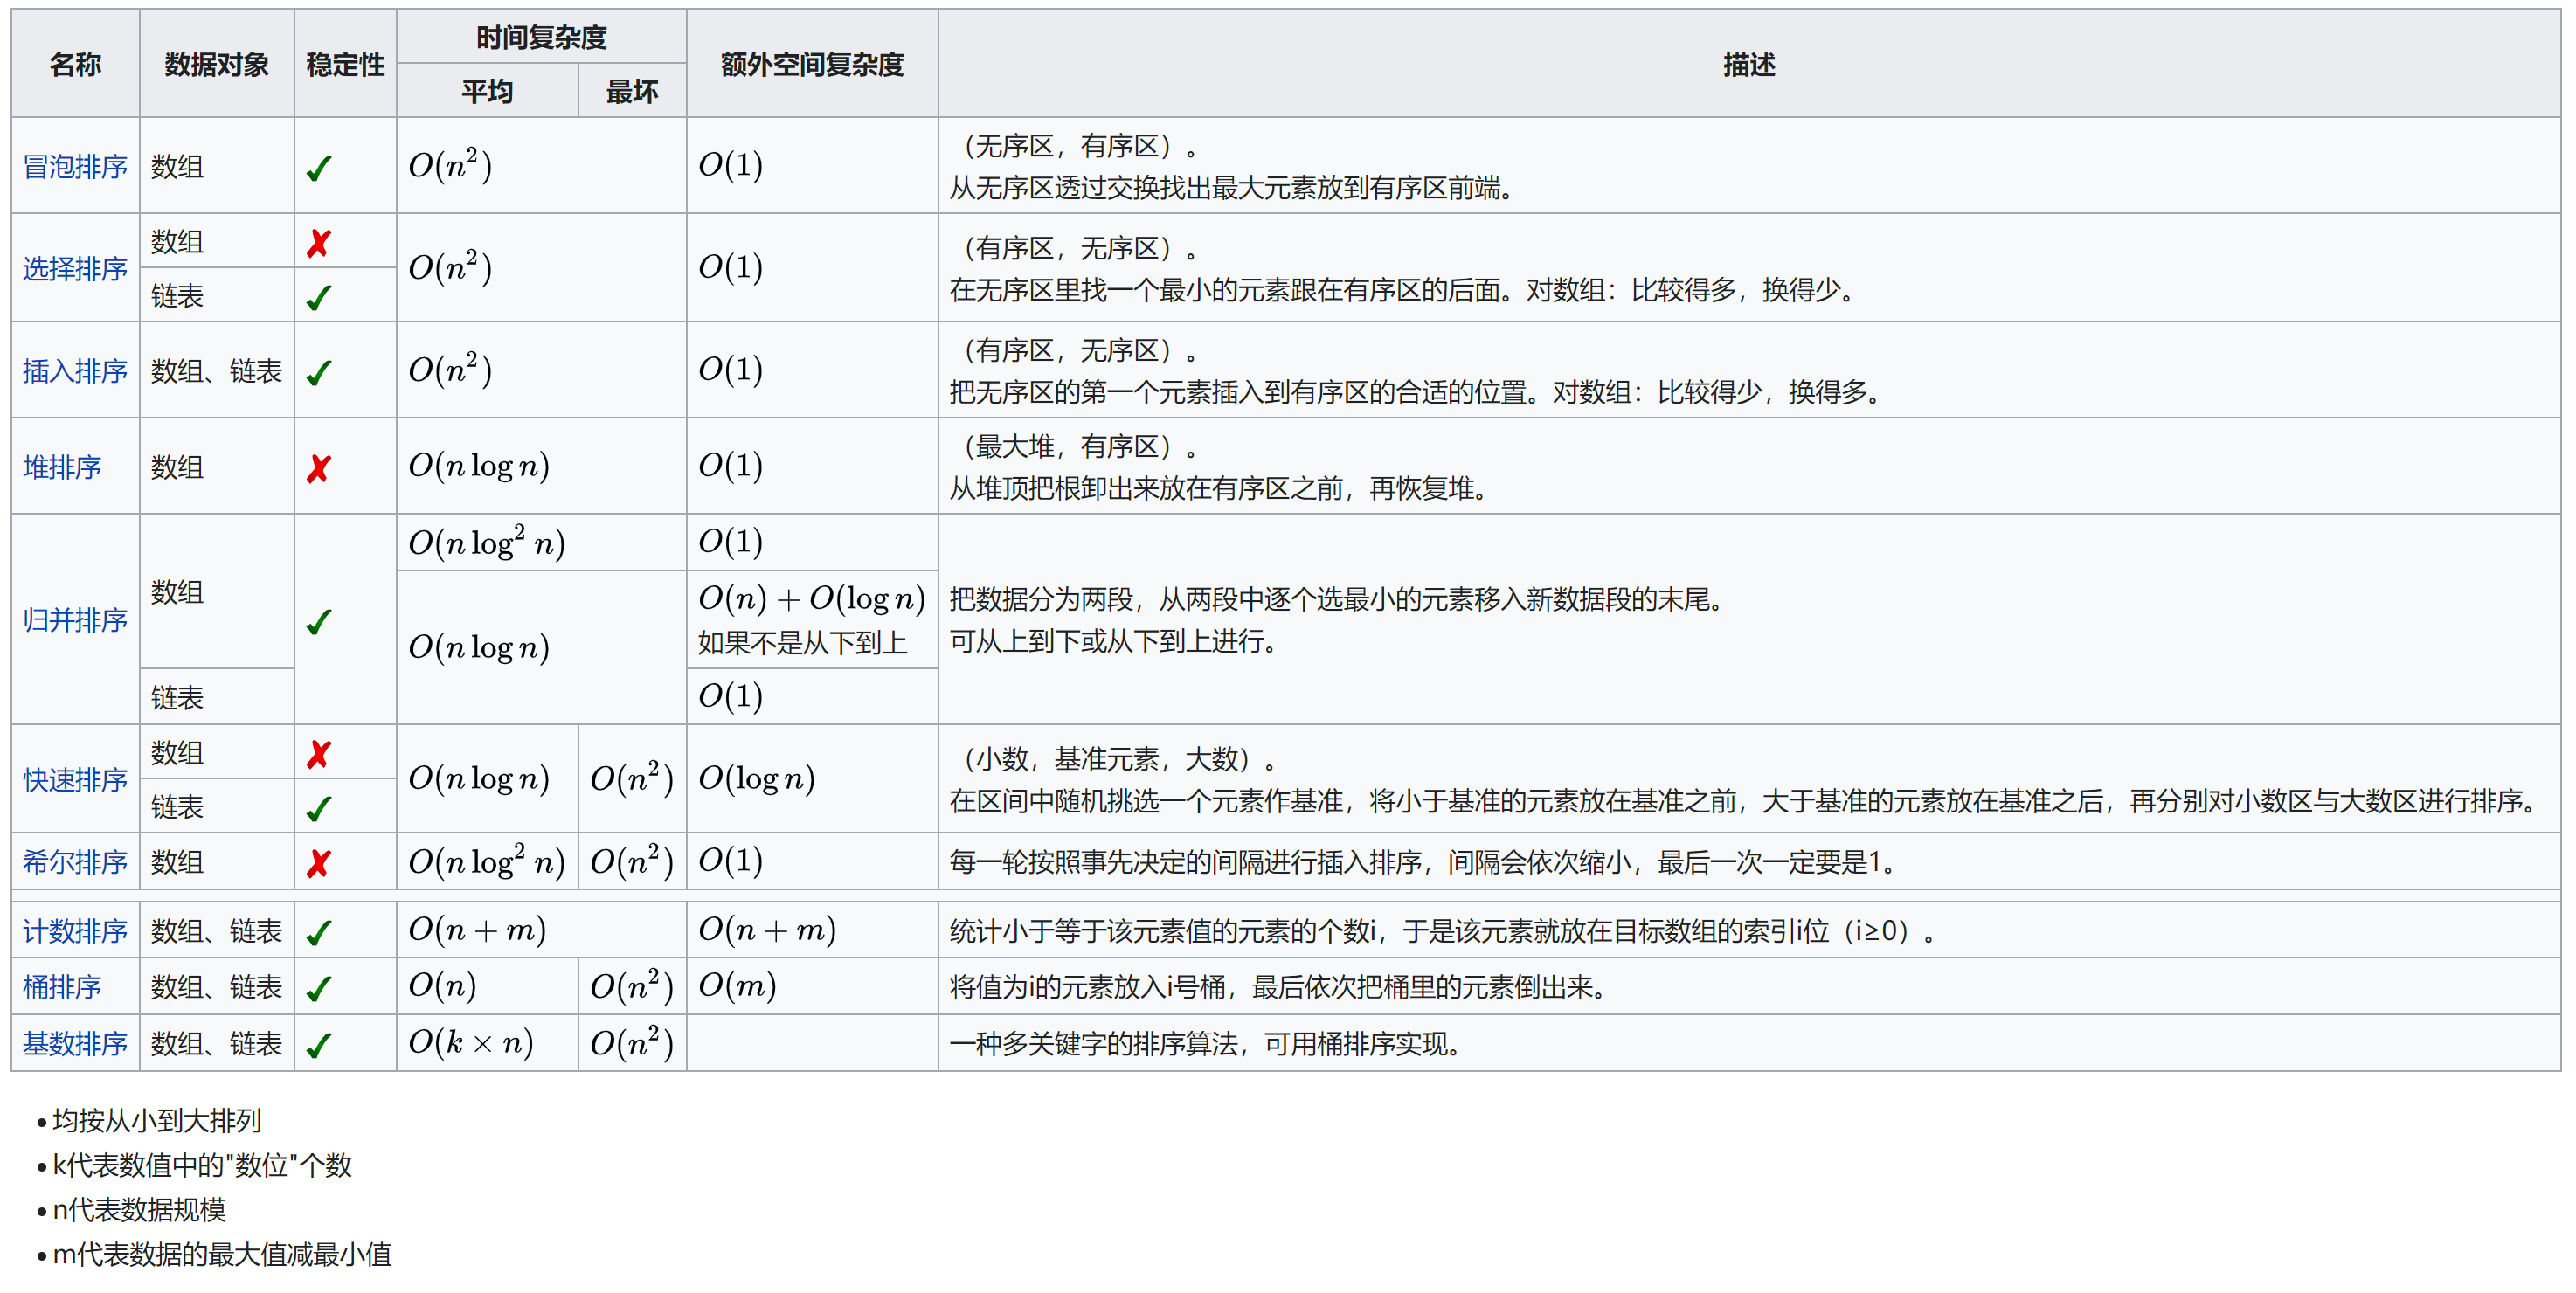 名称 数据对象 稳定性 时间复杂度 额外空间复杂度 描述
平均 最坏
冒泡排序 数组 ✔ O(n²) O(1) （无序区，有序区）。
从无序区透过交换找出最大元素放到有序区前端。
选择排序 数组 ✘ O(n²) O(1) （有序区，无序区）。
链表 ✔ 在无序区里找一个最小的元素跟在有序区的后面。对数组：比较得多，换得少。
插入排序 数组、链表 ✔ O(n²) O(1) （有序区，无序区）。
把无序区的第一个元素插入到有序区的合适的位置。对数组：比较得少，换得多。
堆排序 数组 ✘ O(n log n) O(1) （最大堆，有序区）。
从堆顶把根卸出来放在有序区之前，再恢复堆。
归并排序 数组 ✔ O(n log² n) O(1) 把数据分为两段，从两段中逐个选最小的元素移入新数据段的末尾。
O(n log n) O(n) + O(log n) 可从上到下或从下到上进行。
如果不是从下到上
链表 O(1)
快速排序 数组 ✘ O(n log n) O(n²) O(log n) （小数，基准元素，大数）。
链表 ✔ 在区间中随机挑选一个元素作基准，将小于基准的元素放在基准之前，大于基准的元素放在基准之后，再分别对小数区与大数区进行排序。
希尔排序 数组 ✘ O(n log² n) O(n²) O(1) 每一轮按照事先决定的间隔进行插入排序，间隔会依次缩小，最后一次一定要是1。
计数排序 数组、链表 ✔ O(n + m) O(n + m) 统计小于等于该元素值的元素的个数i，于是该元素就放在目标数组的索引i位（i≥0）。
桶排序 数组、链表 ✔ O(n) O(n²) O(m) 将值为i的元素放入i号桶，最后依次把桶里的元素倒出来。
基数排序 数组、链表 ✔ O(k × n) O(n²) 一种多关键字的排序算法，可用桶排序实现。
• 均按从小到大排列
• k代表数值中的"数位"个数
• n代表数据规模
• m代表数据的最大值减最小值